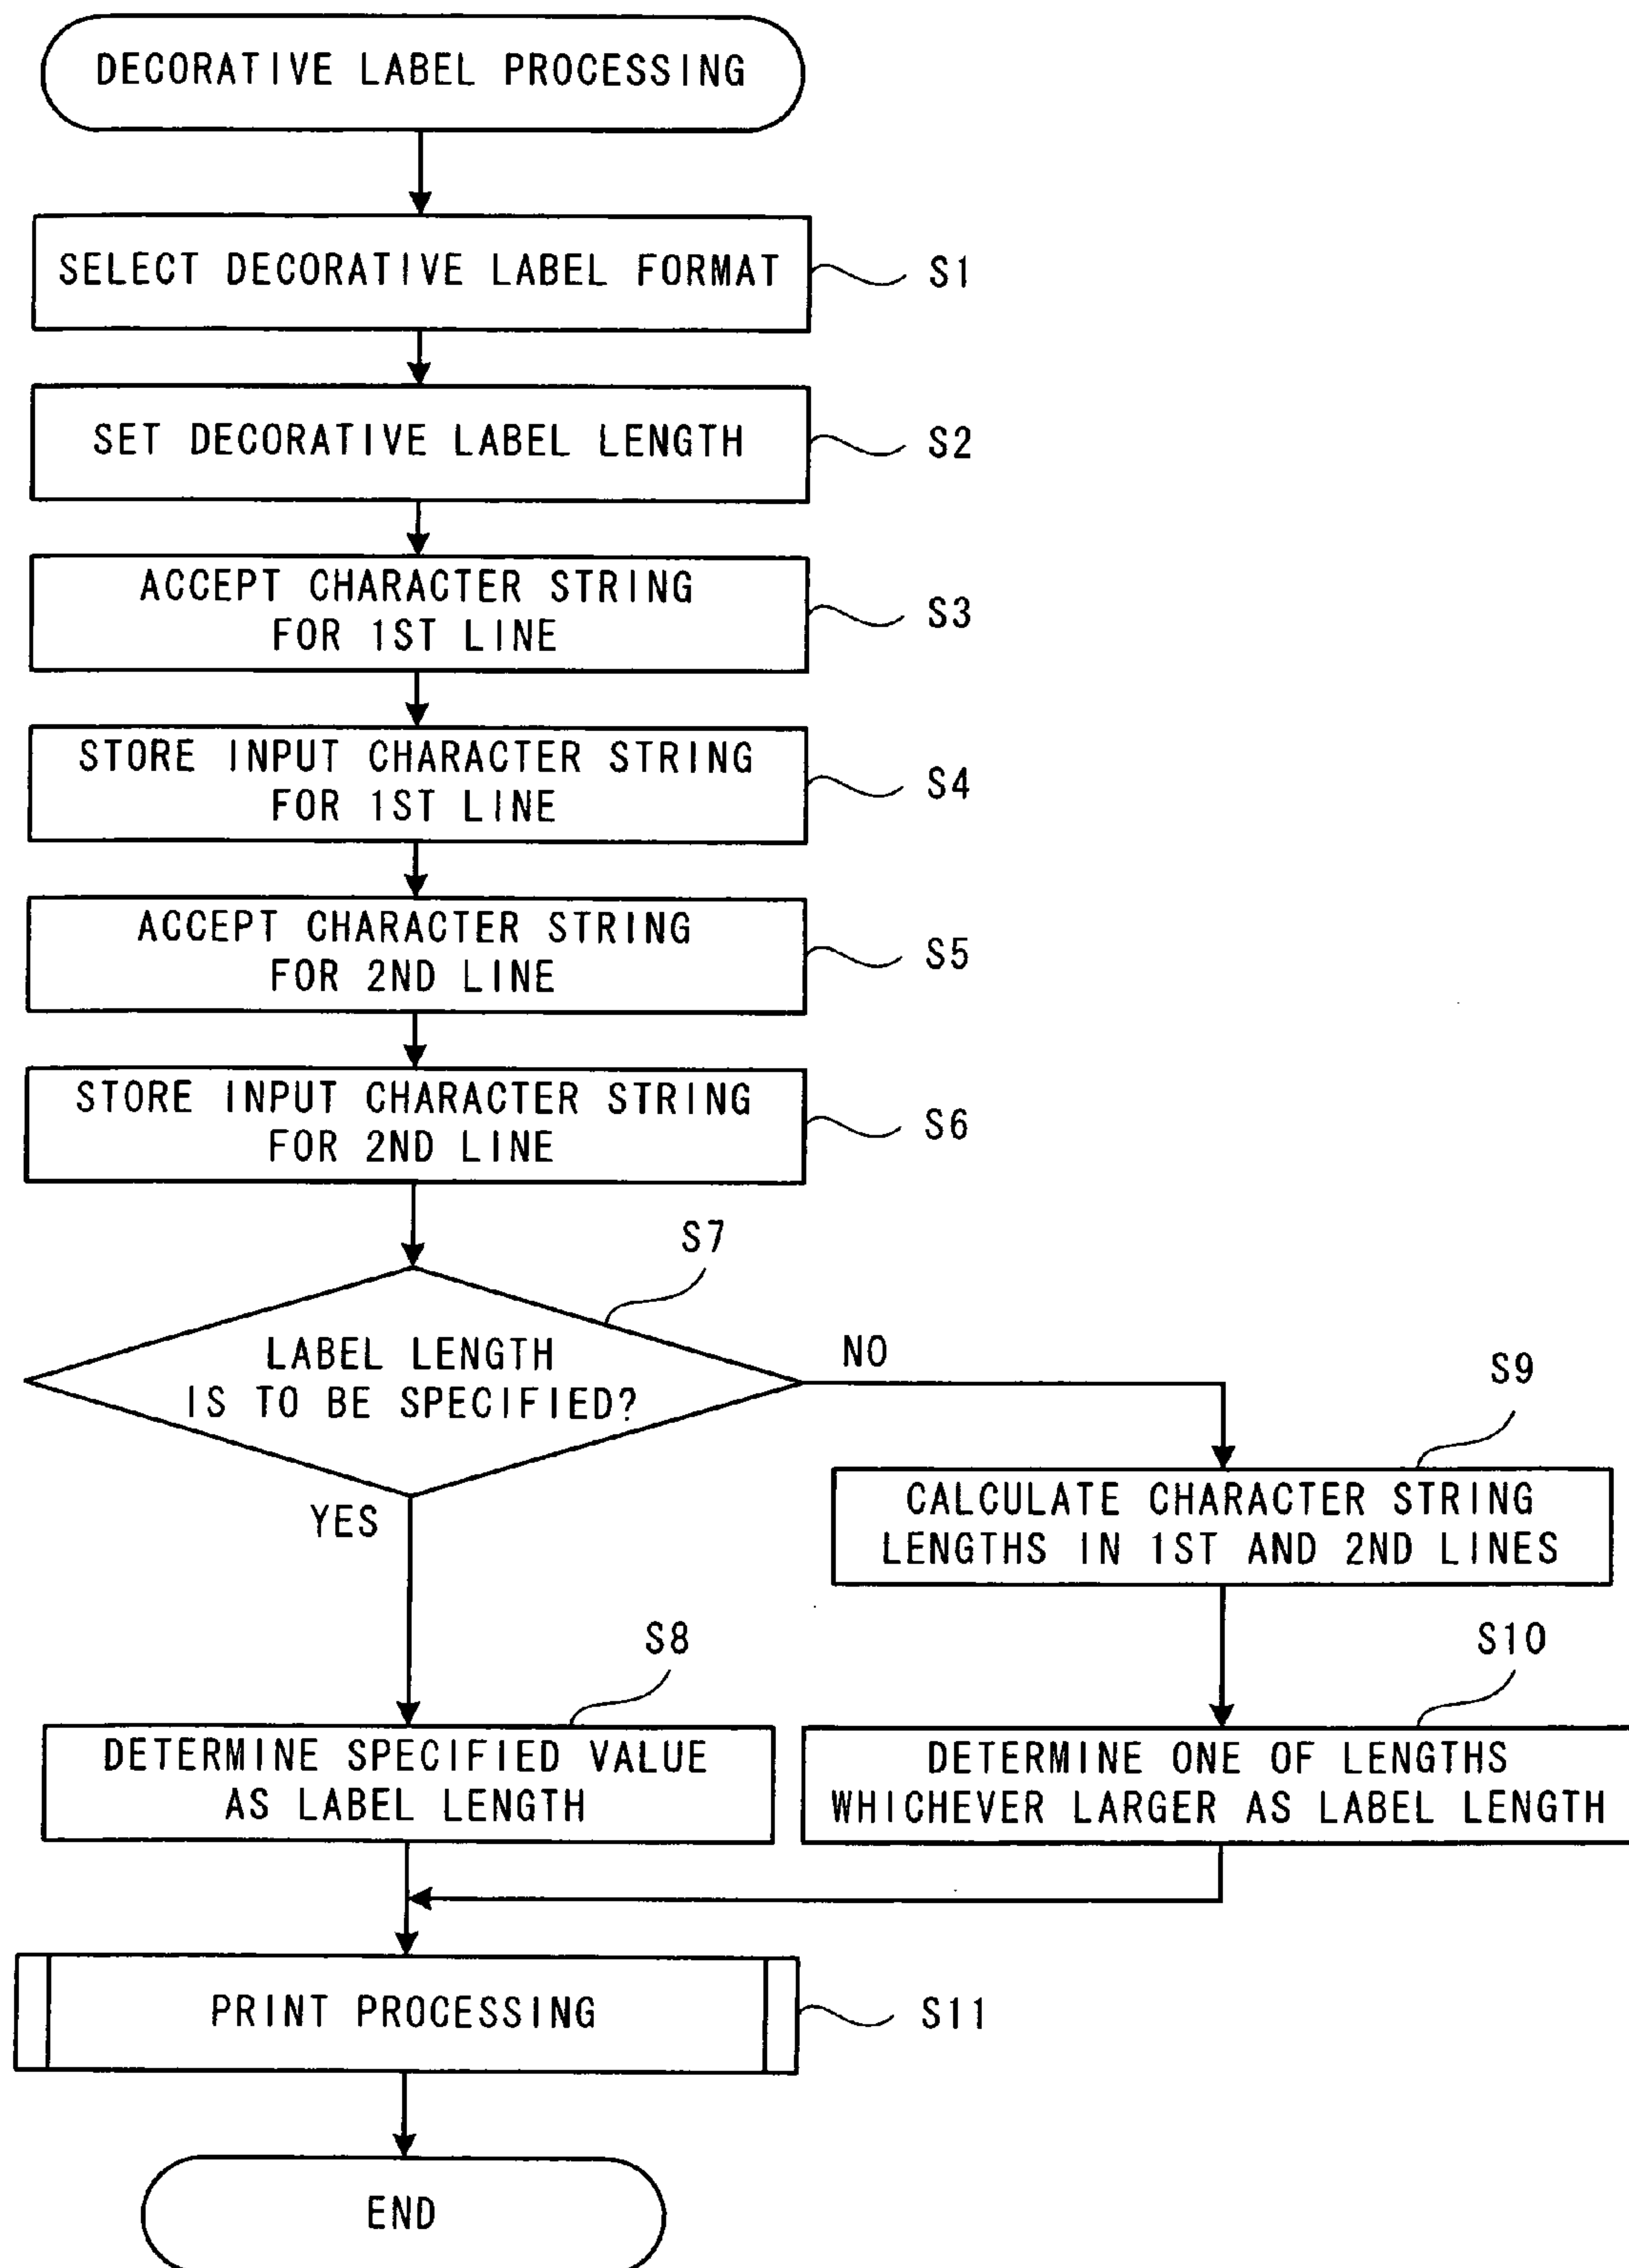 DECORATIVE LABEL PROCESSING
SELECT DECORATIVE LABEL FORMAT
S1
SET DECORATIVE LABEL LENGTH
S2
ACCEPT CHARACTER STRING
FOR 1ST LINE
S3
STORE INPUT CHARACTER STRING
FOR 1ST LINE
S4
ACCEPT CHARACTER STRING
FOR 2ND LINE
S5
STORE INPUT CHARACTER STRING
FOR 2ND LINE
S6
S7
LABEL LENGTH
IS TO BE SPECIFIED?
NO
YES
S9
CALCULATE CHARACTER STRING
LENGTHS IN 1ST AND 2ND LINES
S8
DETERMINE SPECIFIED VALUE
AS LABEL LENGTH
S10
DETERMINE ONE OF LENGTHS
WHICHEVER LARGER AS LABEL LENGTH
PRINT PROCESSING
S11
END